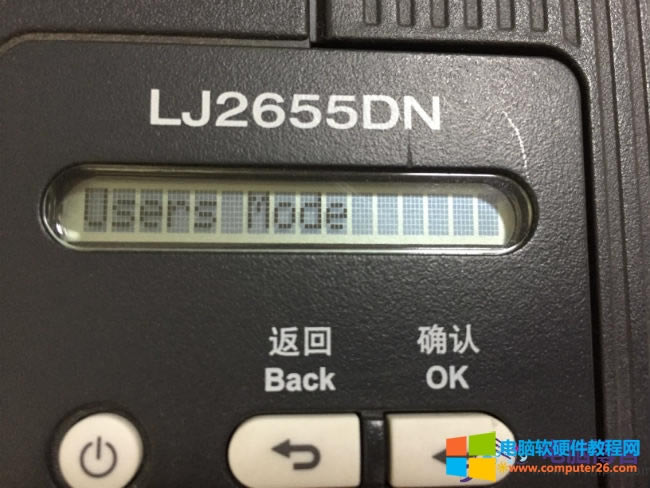 LJ2655DN
Users Mode
返回
Back
确认
OK
电脑软硬件教程网
www.computer26.com